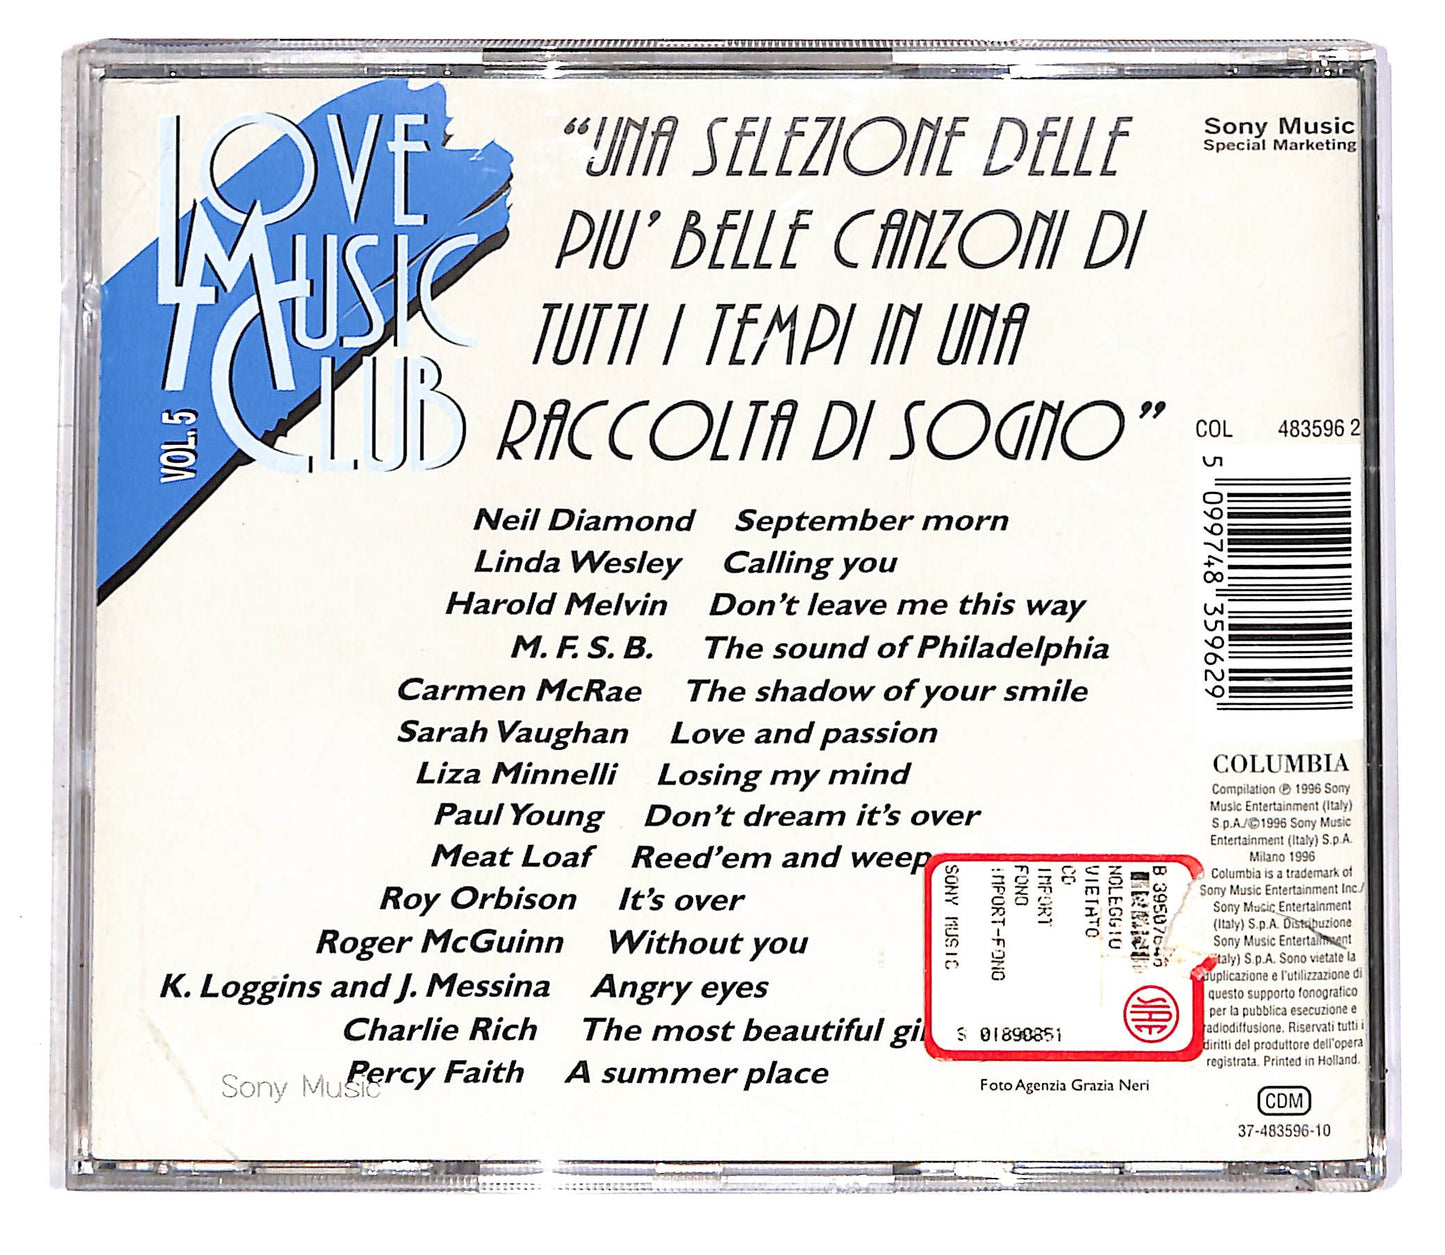 LOVE
MUSIC
CLUB
VOL. 5
“UNA SELEZIONE DELLE
PIU’ BELLE CANZONI DI
TUTTI I TEMPI IN UNA
RACCOLTA DI SOGNO”
Sony Music
Special Marketing
COL 483596 2
5 099748 359629
Neil Diamond September morn
Linda Wesley Calling you
Harold Melvin Don’t leave me this way
M. F. S. B. The sound of Philadelphia
Carmen McRae The shadow of your smile
Sarah Vaughan Love and passion
Liza Minnelli Losing my mind
Paul Young Don’t dream it’s over
Meat Loaf Reed’em and weep
Roy Orbison It’s over
Roger McGuinn Without you
K. Loggins and J. Messina Angry eyes
Charlie Rich The most beautiful
Percy Faith A summer place
Sony Music
NOLEGGIO
VIETATO
CD
IMPORT
FONO
IMPORT-FONO
SONY MUSIC
S 01890851
SIAE
Foto Agenzia Grazia Neri
COLUMBIA
Compilation ℗ 1996 Sony
Music Entertainment (Italy)
S.p.A./©1996 Sony Music
Entertainment (Italy) S.p.A.
Milano 1996
Columbia is a trademark of
Sony Music Entertainment Inc./
Sony Music Entertainment
(Italy) S.p.A. Distribuzione
Sony Music Entertainment
S.p.A. Sono vietate la
duplicazione e l’utilizzazione di
questo supporto fonografico
per la pubblica esecuzione e
radiodiffusione. Riservati tutti i
diritti del produttore dell’opera
registrata. Printed in Holland.
CDM
37-483596-10